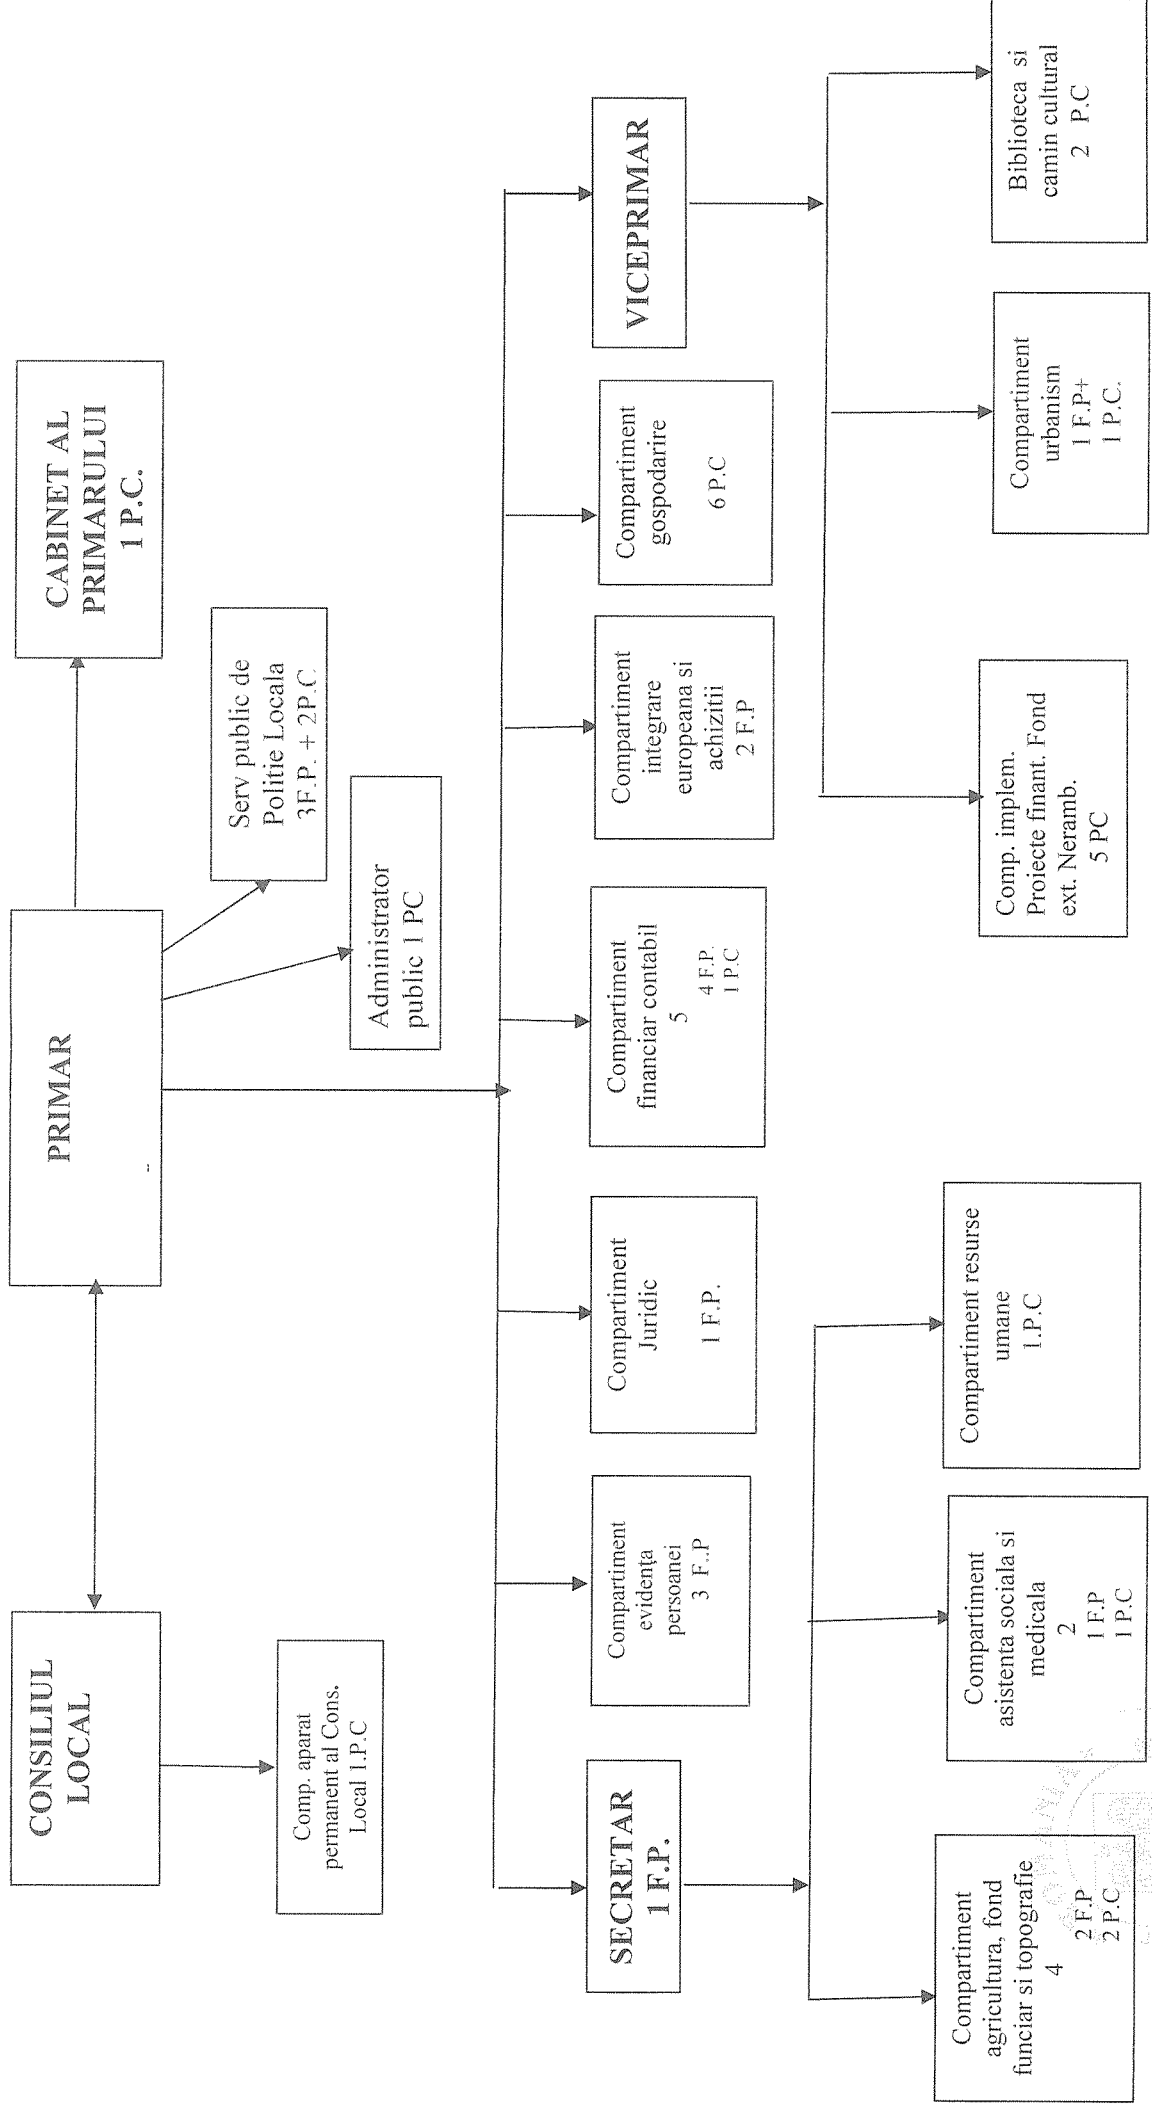 CONSILIUL
LOCAL
PRIMAR
CABINET AL
PRIMARULUI
1 P.C.
Comp. aparat
permanent al Cons.
Local 1.P.C
Administrator
public 1 PC
Serv public de
Politie Locala
3F.P. + 2P.C
SECRETAR
1 F.P.
Compartiment
evidenţa
persoanei
3 F..P
Compartiment
Juridic
1 F.P.
Compartiment
financiar contabil
5
4 F.P.
1 P.C
Compartiment
integrare
europeana si
achizitii
2 F.P
Compartiment
gospodarire
6 P.C
VICEPRIMAR
Compartiment
agricultura, fond
funciar si topografie
4
2 F.P
2 P.C
Compartiment
asistenta sociala si
medicala
2
1 F.P
1 P.C
Compartiment resurse
umane
1.P.C
Comp. implem.
Proiecte finant. Fond
ext. Neramb.
5 PC
Compartiment
urbanism
1 F.P+
1 P.C.
Biblioteca si
camin cultural
2 P.C